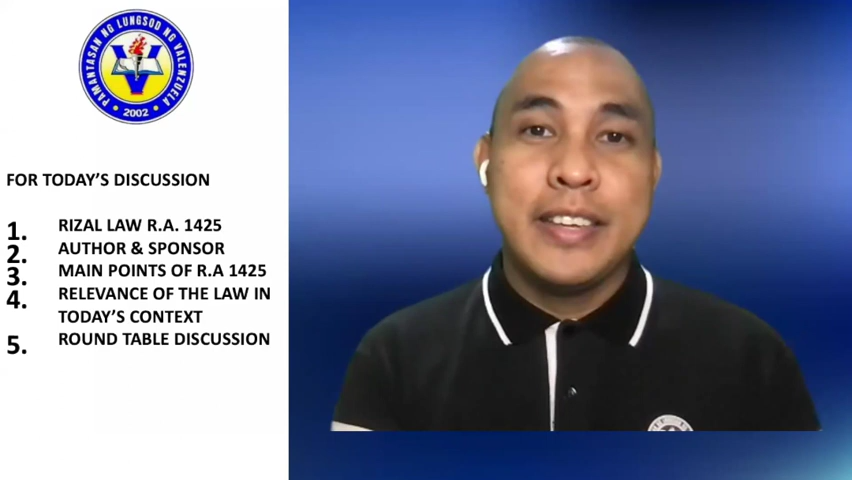 PAMANTASAN NG LUNGSOD NG VALENZUELA
2002
FOR TODAY'S DISCUSSION
1. RIZAL LAW R.A. 1425
2. AUTHOR & SPONSOR
3. MAIN POINTS OF R.A 1425
4. RELEVANCE OF THE LAW IN
TODAY'S CONTEXT
5. ROUND TABLE DISCUSSION